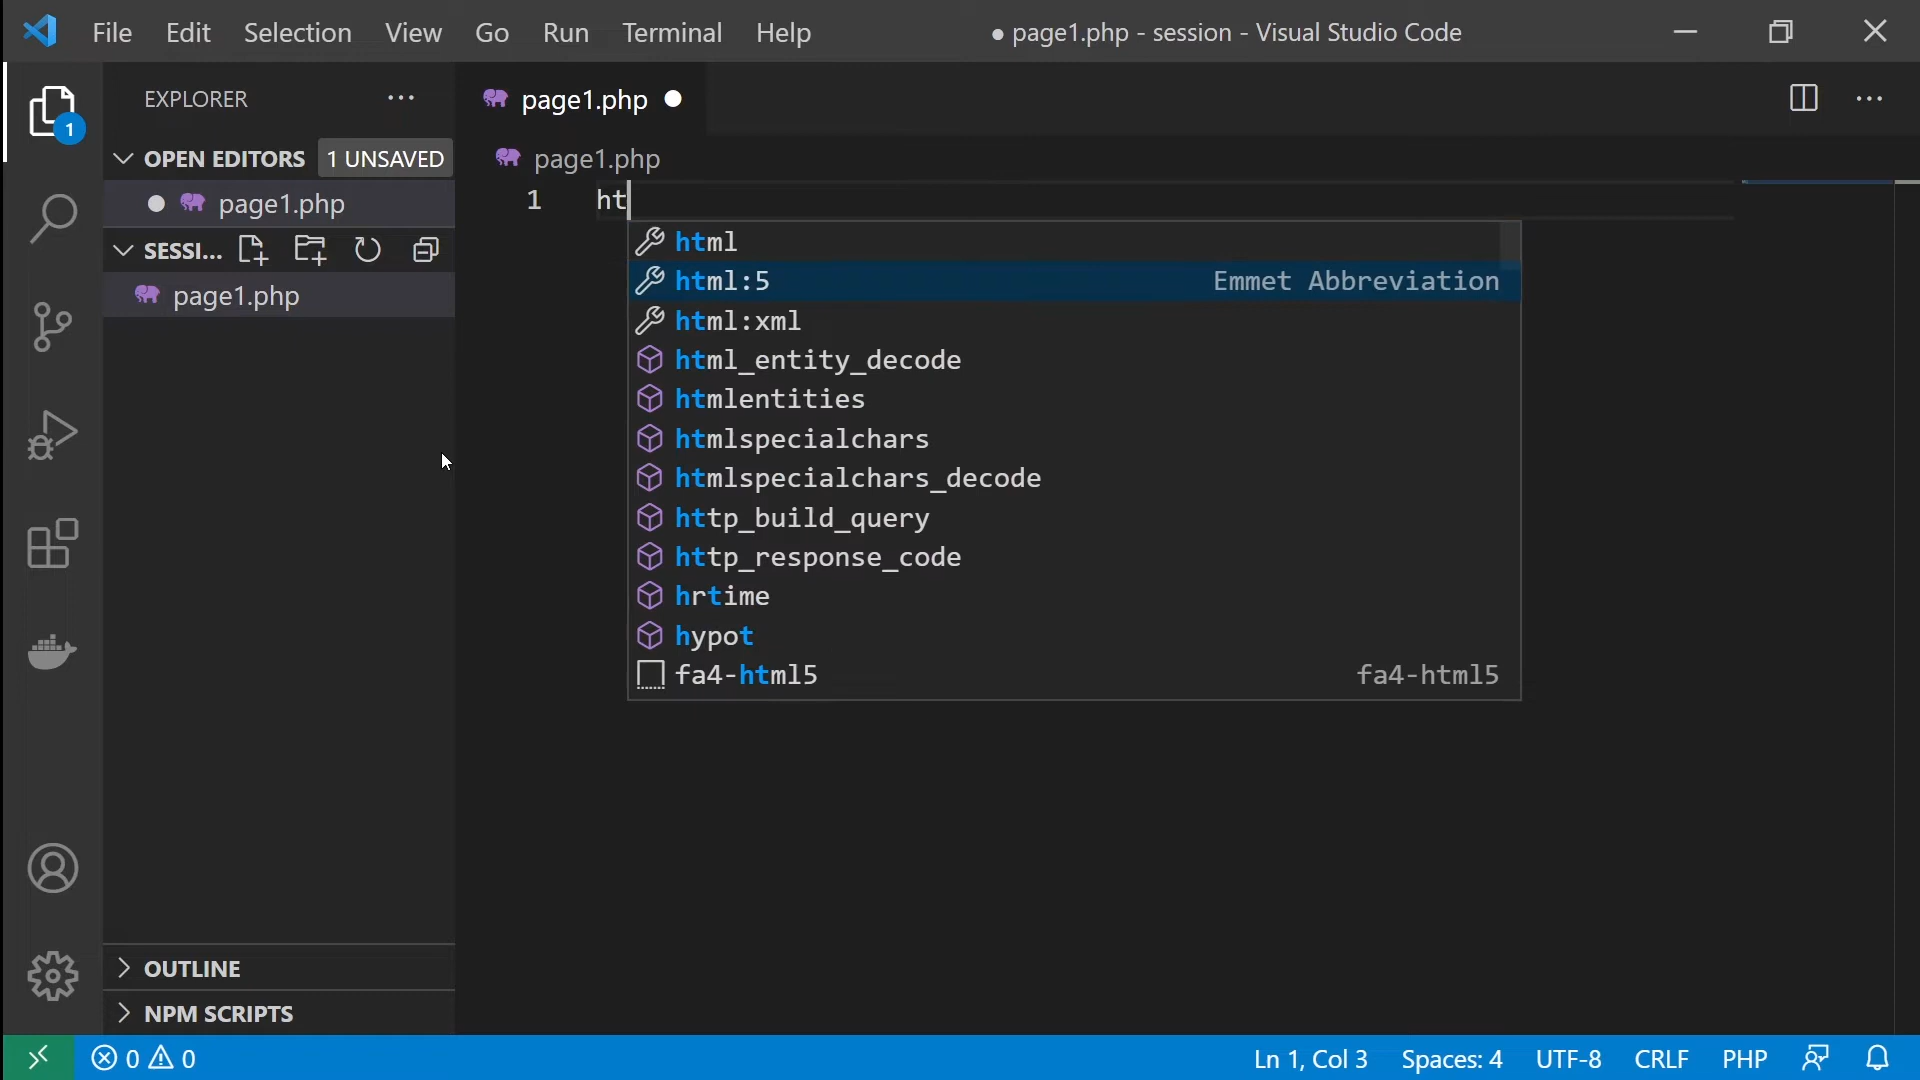 File Edit Selection View Go Run Terminal Help ● page1.php - session - Visual Studio Code
EXPLORER ···
page1.php ●
1
OPEN EDITORS 1 UNSAVED
page1.php
● page1.php
1 ht
SESSI...
page1.php
html
html:5 Emmet Abbreviation
html:xml
html_entity_decode
htmlentities
htmlspecialchars
htmlspecialchars_decode
http_build_query
http_response_code
hrtime
hypot
fa4-html5 fa4-html5
OUTLINE
NPM SCRIPTS
0 0 Ln 1, Col 3 Spaces: 4 UTF-8 CRLF PHP